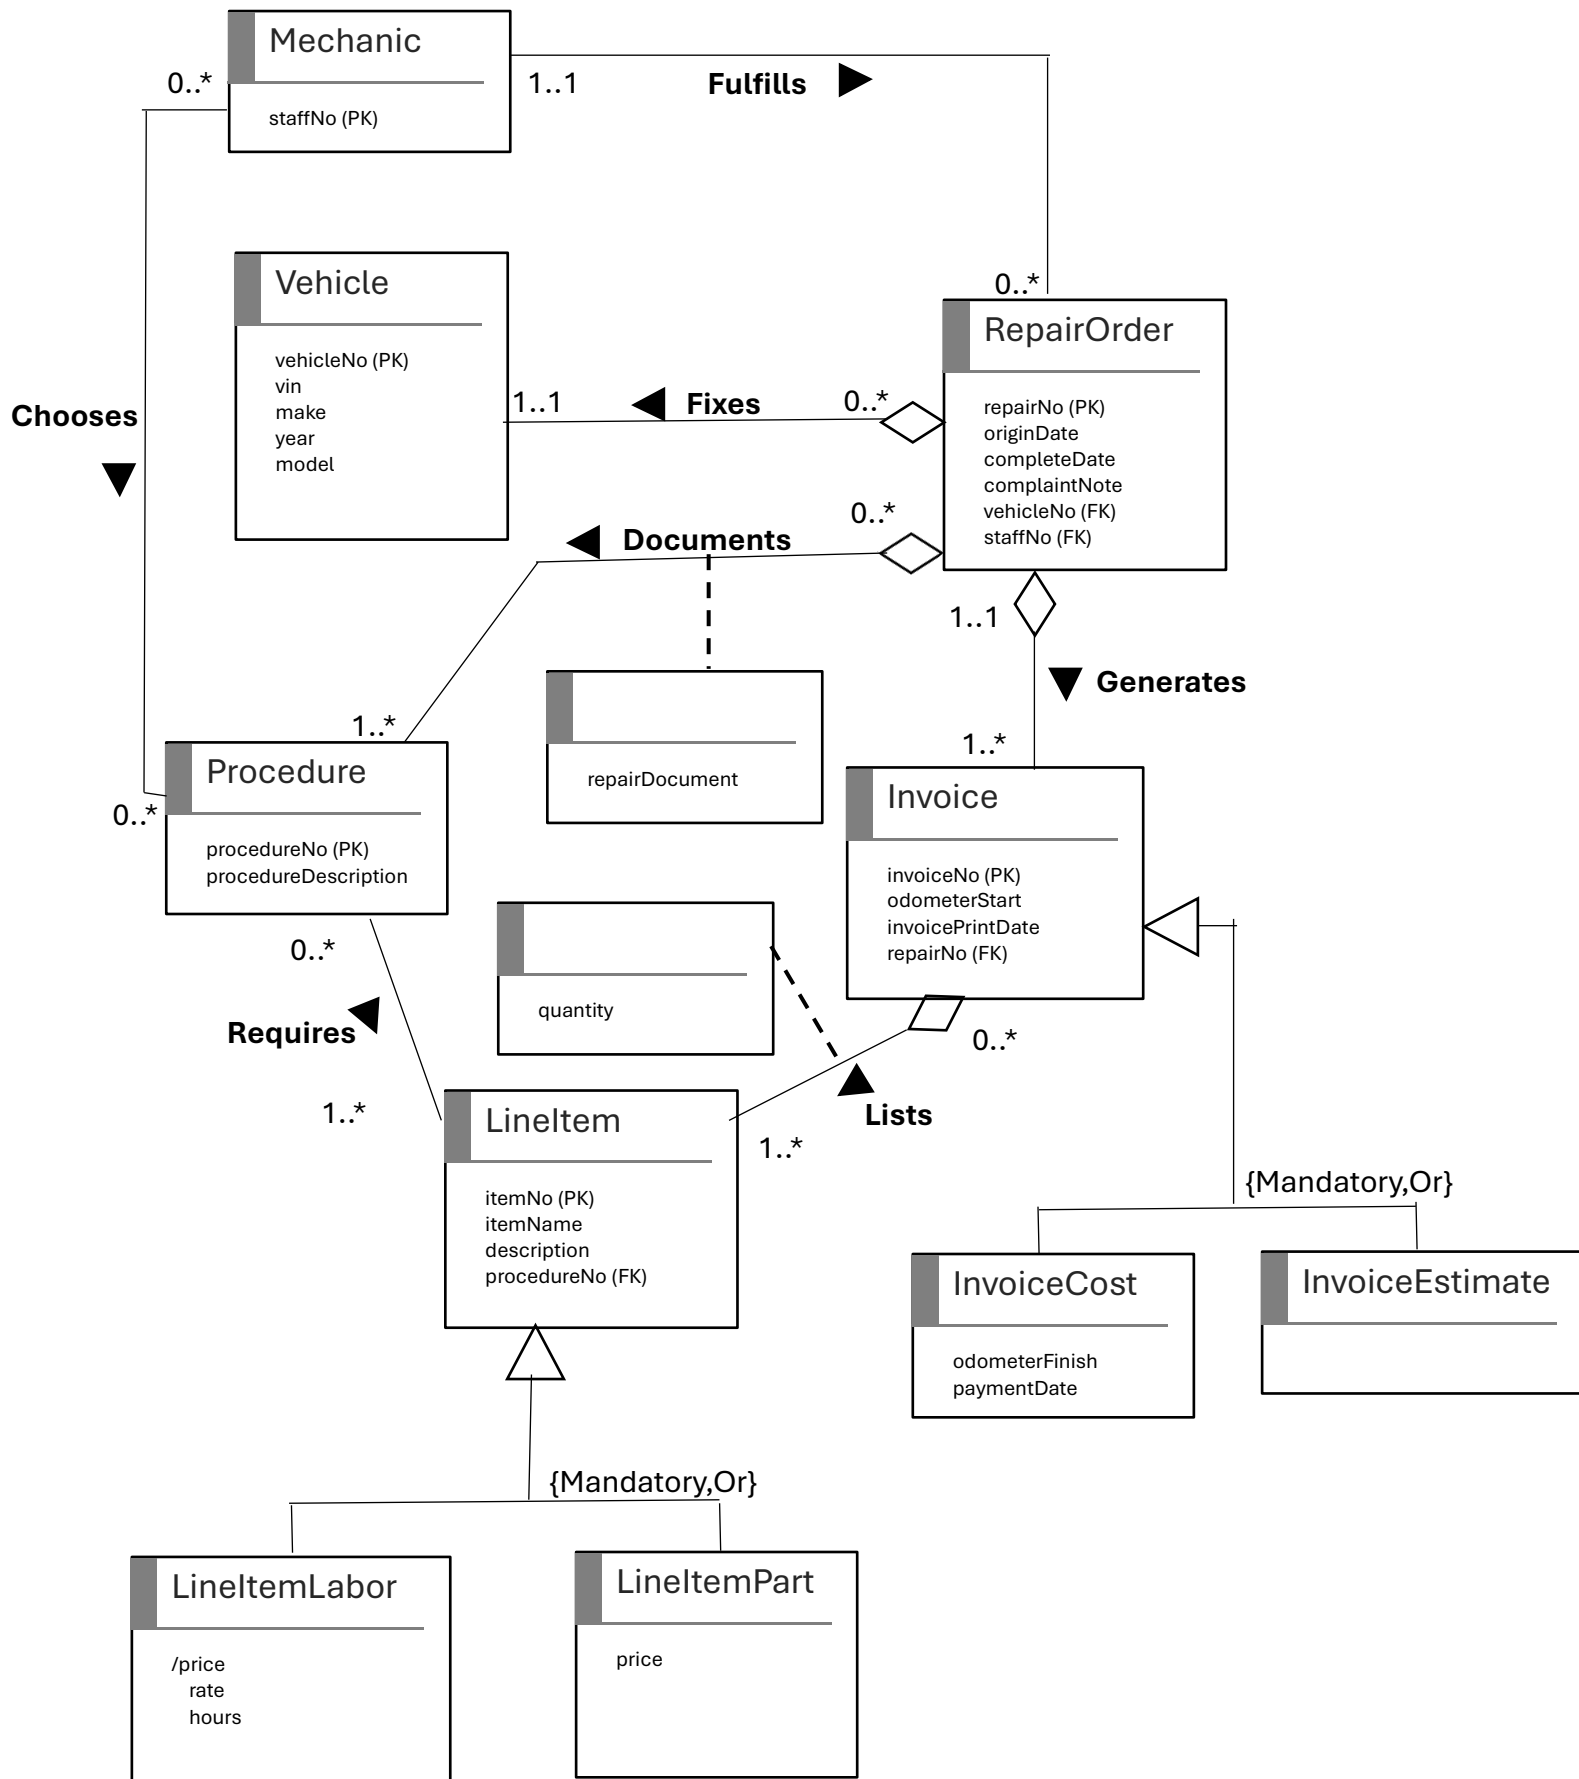 Mechanic
staffNo (PK)
0..*
1..1
Fulfills
0..*
Vehicle
vehicleNo (PK)
vin
make
year
model
RepairOrder
repairNo (PK)
originDate
completeDate
complaintNote
vehicleNo (FK)
staffNo (FK)
1..1
Fixes
0..*
Chooses
0..*
Documents
1..1
Generates
1..*
1..*
repairDocument
Procedure
procedureNo (PK)
procedureDescription
0..*
Invoice
invoiceNo (PK)
odometerStart
invoicePrintDate
repairNo (FK)
quantity
0..*
Requires
1..*
0..*
Lists
1..*
LineItem
itemNo (PK)
itemName
description
procedureNo (FK)
{Mandatory,Or}
InvoiceCost
odometerFinish
paymentDate
InvoiceEstimate
{Mandatory,Or}
LineItemLabor
/price
rate
hours
LineItemPart
price